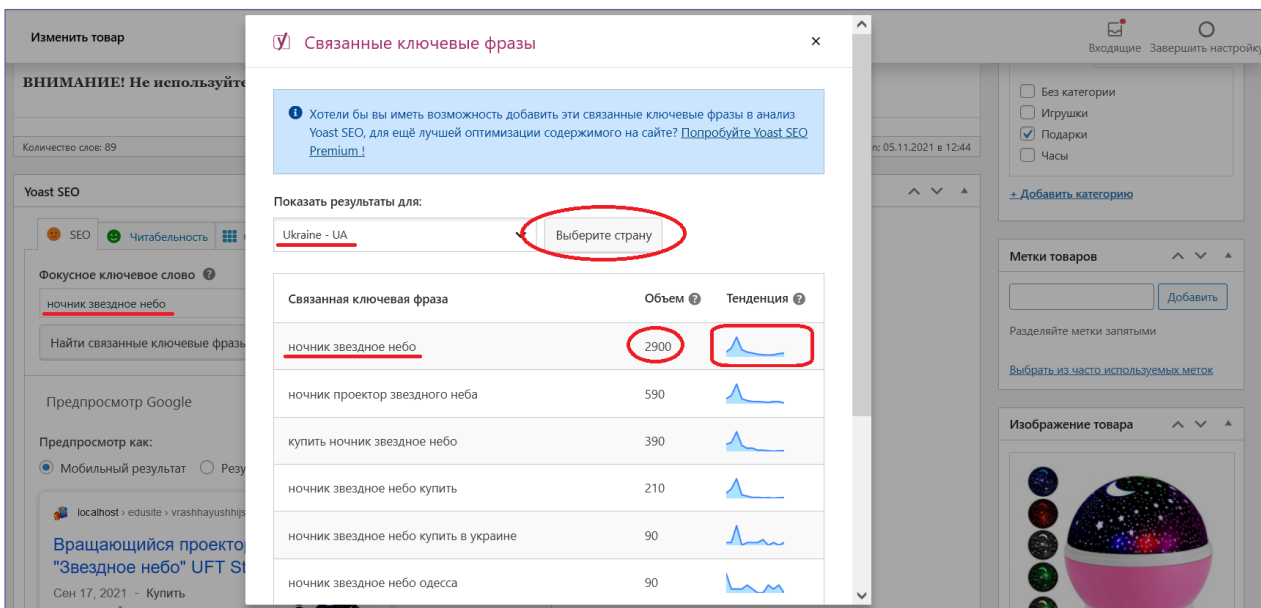 Изменить товар
Входящие
Завершить настройку
ВНИМАНИЕ! Не используйте
Количество слов: 89
05.11.2021 в 12:44
Yoast SEO
SEO
Читабельность
Фокусное ключевое слово
ночник звездное небо
Найти связанные ключевые фразы
Предпросмотр Google
Предпросмотр как:
Мобильный результат
localhost › edusite › vrashhayushhijs
Вращающийся проектор
"Звездное небо" UFT St
Сен 17, 2021 - Купить
Связанные ключевые фразы
×
Хотели бы вы иметь возможность добавить эти связанные ключевые фразы в анализ
Yoast SEO, для ещё лучшей оптимизации содержимого на сайте? Попробуйте Yoast SEO
Premium !
Показать результаты для:
Ukraine - UA
Выберите страну
Связанная ключевая фраза Объем Тенденция
ночник звездное небо 2900
ночник проектор звездного неба 590
купить ночник звездное небо 390
ночник звездное небо купить 210
ночник звездное небо купить в украине 90
ночник звездное небо одесса 90
Без категории
Игрушки
Подарки
Часы
+ Добавить категорию
Метки товаров
Добавить
Разделяйте метки запятыми
Выбрать из часто используемых меток
Изображение товара